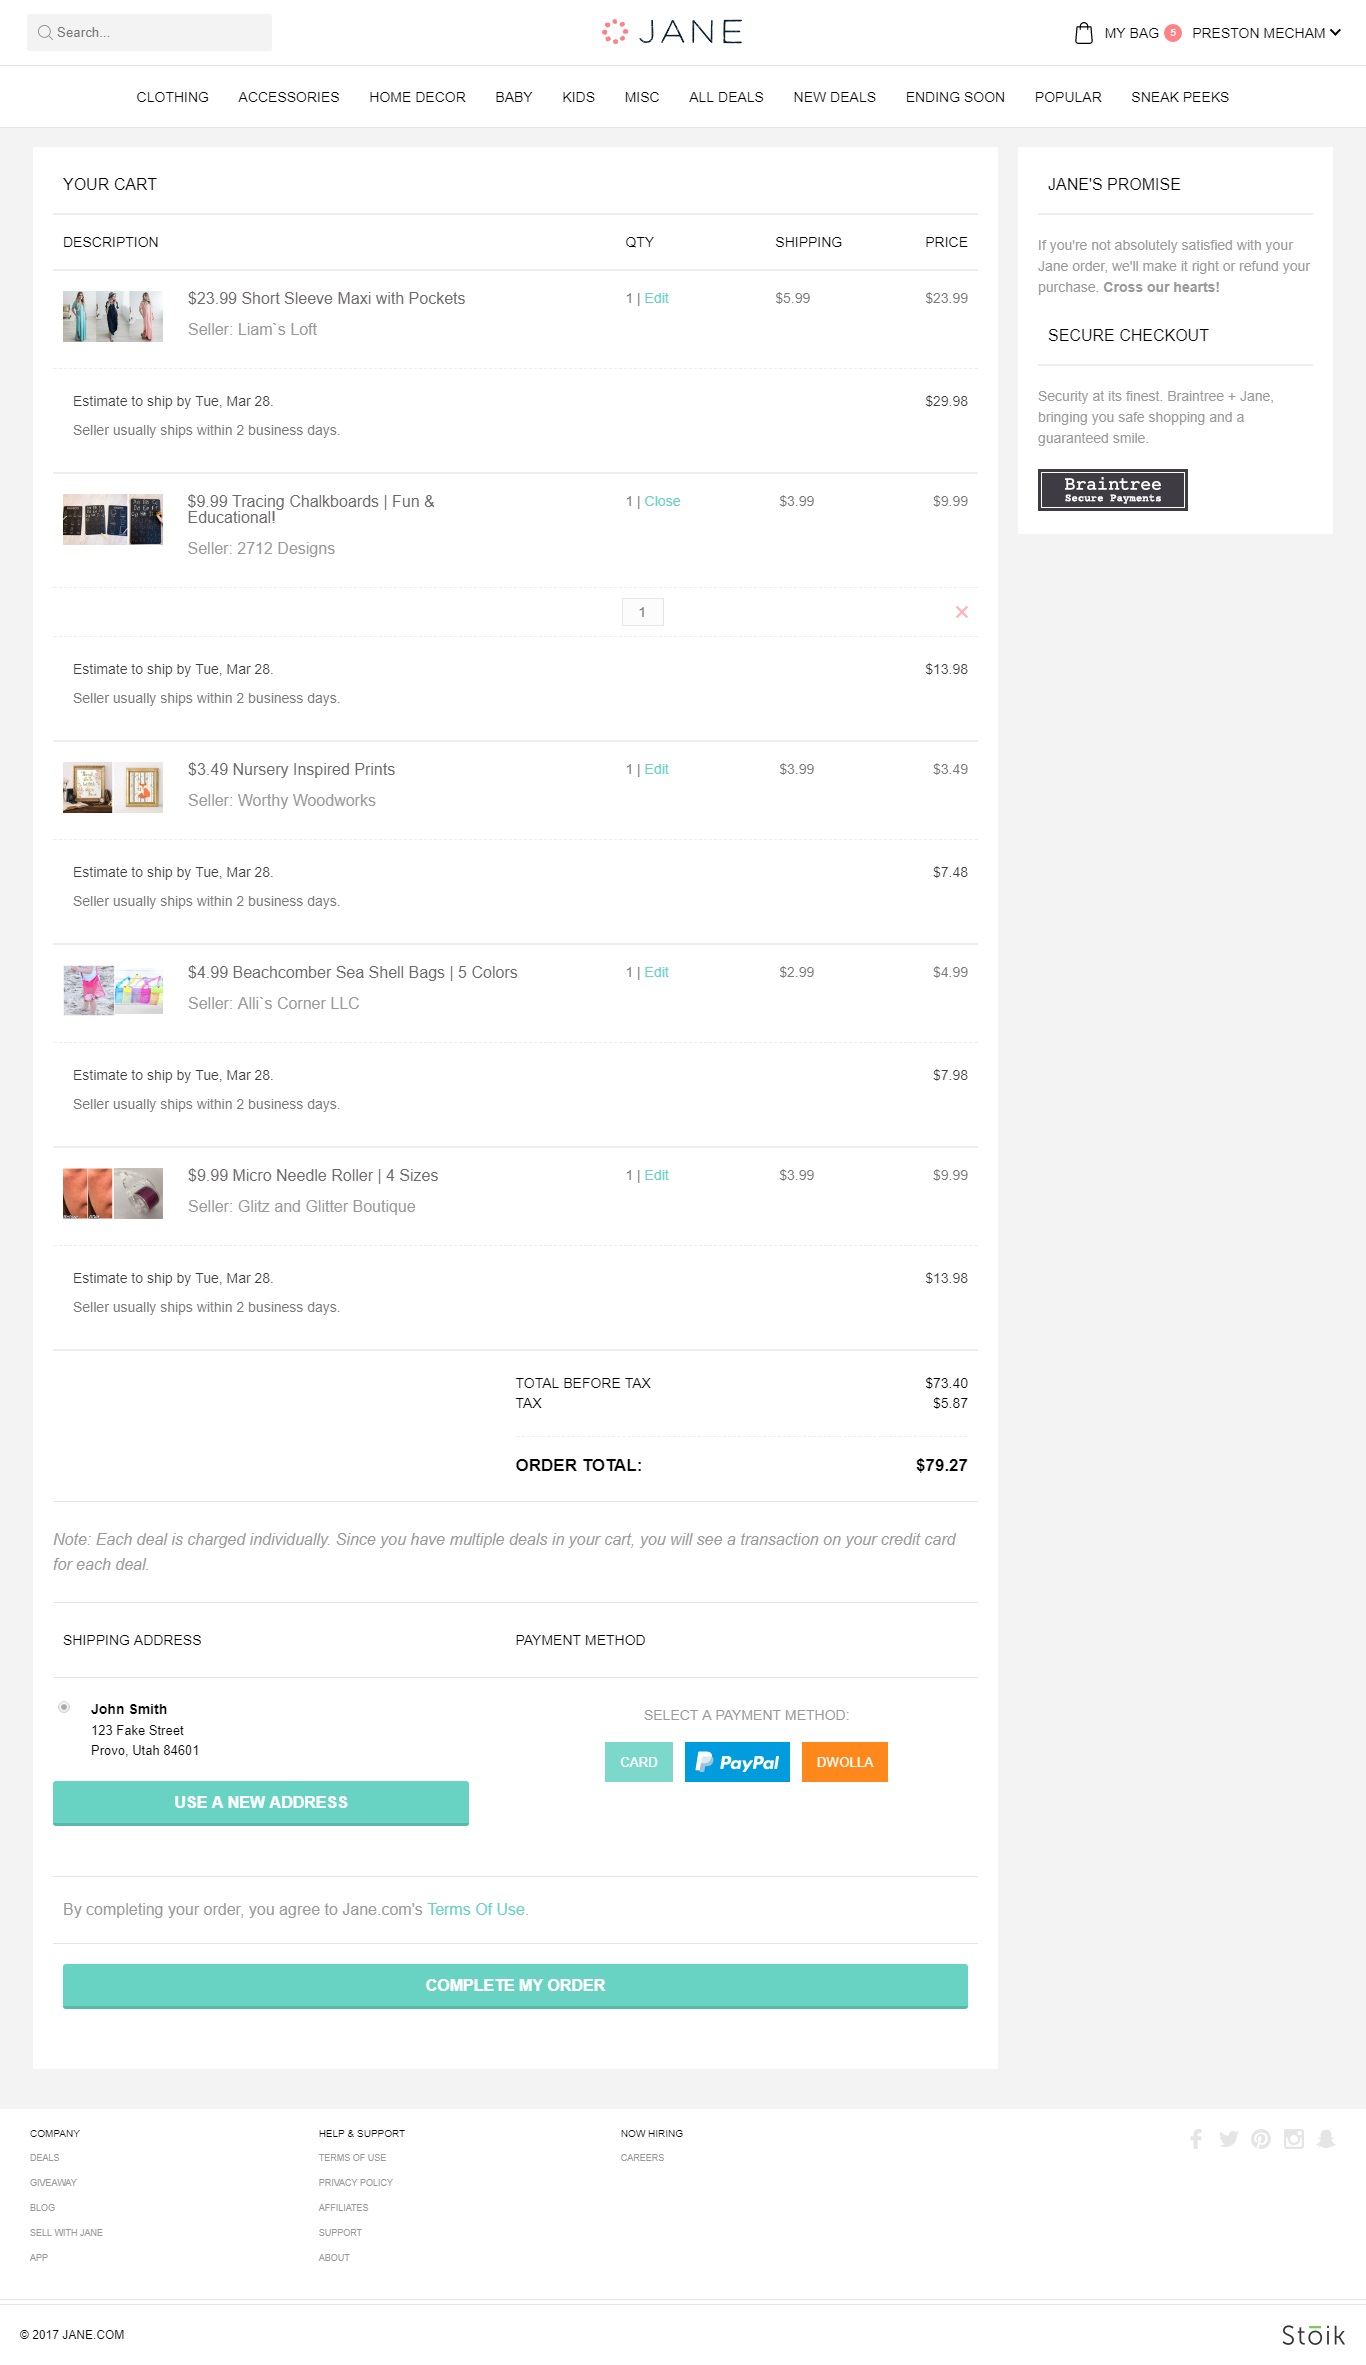 Search...
JANE
MY BAG 5 PRESTON MECHAM
CLOTHING ACCESSORIES HOME DECOR BABY KIDS MISC ALL DEALS NEW DEALS ENDING SOON POPULAR SNEAK PEEKS
YOUR CART
DESCRIPTION QTY SHIPPING PRICE
$23.99 Short Sleeve Maxi with Pockets 1 | Edit $5.99 $23.99
Seller: Liam`s Loft
Estimate to ship by Tue, Mar 28. $29.98
Seller usually ships within 2 business days.
$9.99 Tracing Chalkboards | Fun & 1 | Close $3.99 $9.99
Educational!
Seller: 2712 Designs
1
Estimate to ship by Tue, Mar 28. $13.98
Seller usually ships within 2 business days.
$3.49 Nursery Inspired Prints 1 | Edit $3.99 $3.49
Seller: Worthy Woodworks
Estimate to ship by Tue, Mar 28. $7.48
Seller usually ships within 2 business days.
$4.99 Beachcomber Sea Shell Bags | 5 Colors 1 | Edit $2.99 $4.99
Seller: Alli`s Corner LLC
Estimate to ship by Tue, Mar 28. $7.98
Seller usually ships within 2 business days.
$9.99 Micro Needle Roller | 4 Sizes 1 | Edit $3.99 $9.99
Seller: Glitz and Glitter Boutique
Estimate to ship by Tue, Mar 28. $13.98
Seller usually ships within 2 business days.
TOTAL BEFORE TAX $73.40
TAX $5.87
ORDER TOTAL: $79.27
Note: Each deal is charged individually. Since you have multiple deals in your cart, you will see a transaction on your credit card
for each deal.
SHIPPING ADDRESS PAYMENT METHOD
John Smith
123 Fake Street
Provo, Utah 84601
USE A NEW ADDRESS
SELECT A PAYMENT METHOD:
CARD PayPal DWOLLA
By completing your order, you agree to Jane.com's Terms Of Use.
COMPLETE MY ORDER
JANE'S PROMISE
If you're not absolutely satisfied with your
Jane order, we'll make it right or refund your
purchase. Cross our hearts!
SECURE CHECKOUT
Security at its finest. Braintree + Jane,
bringing you safe shopping and a
guaranteed smile.
Braintree
Secure Payments
COMPANY
DEALS
GIVEAWAY
BLOG
SELL WITH JANE
APP
HELP & SUPPORT
TERMS OF USE
PRIVACY POLICY
AFFILIATES
SUPPORT
ABOUT
NOW HIRING
CAREERS
© 2017 JANE.COM
Stōik